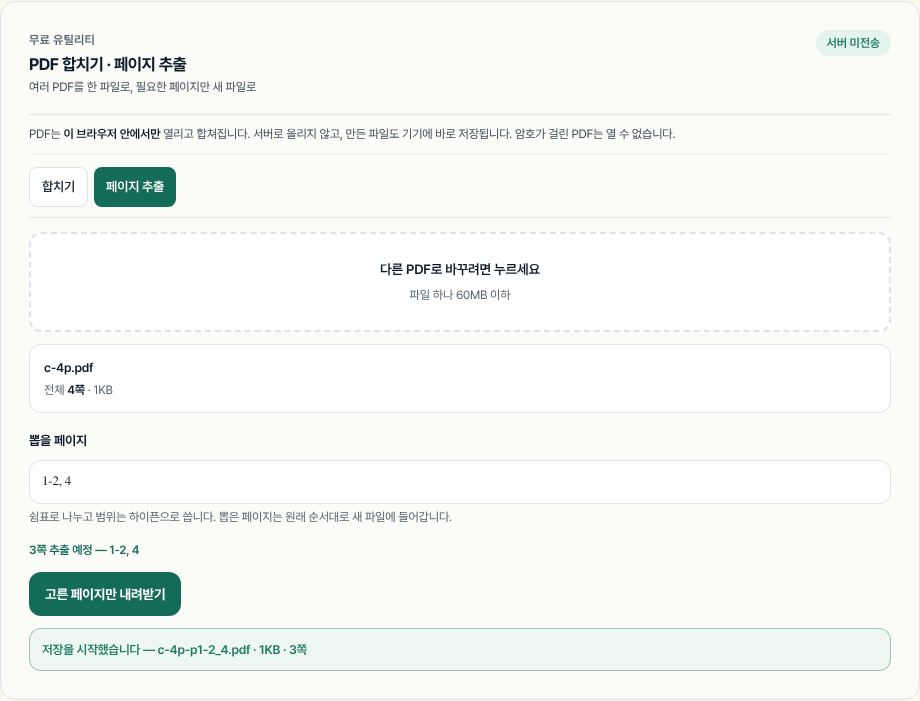 무료 유틸리티
PDF 합치기 · 페이지 추출
여러 PDF를 한 파일로, 필요한 페이지만 새 파일로
서버 미전송
PDF는 이 브라우저 안에서만 열리고 합쳐집니다. 서버로 올리지 않고, 만든 파일도 기기에 바로 저장됩니다. 암호가 걸린 PDF는 열 수 없습니다.
합치기
페이지 추출
다른 PDF로 바꾸려면 누르세요
파일 하나 60MB 이하
c-4p.pdf
전체 4쪽 · 1KB
뽑을 페이지
1-2, 4
쉼표로 나누고 범위는 하이픈으로 씁니다. 뽑은 페이지는 원래 순서대로 새 파일에 들어갑니다.
3쪽 추출 예정 — 1-2, 4
고른 페이지만 내려받기
저장을 시작했습니다 — c-4p-p1-2_4.pdf · 1KB · 3쪽